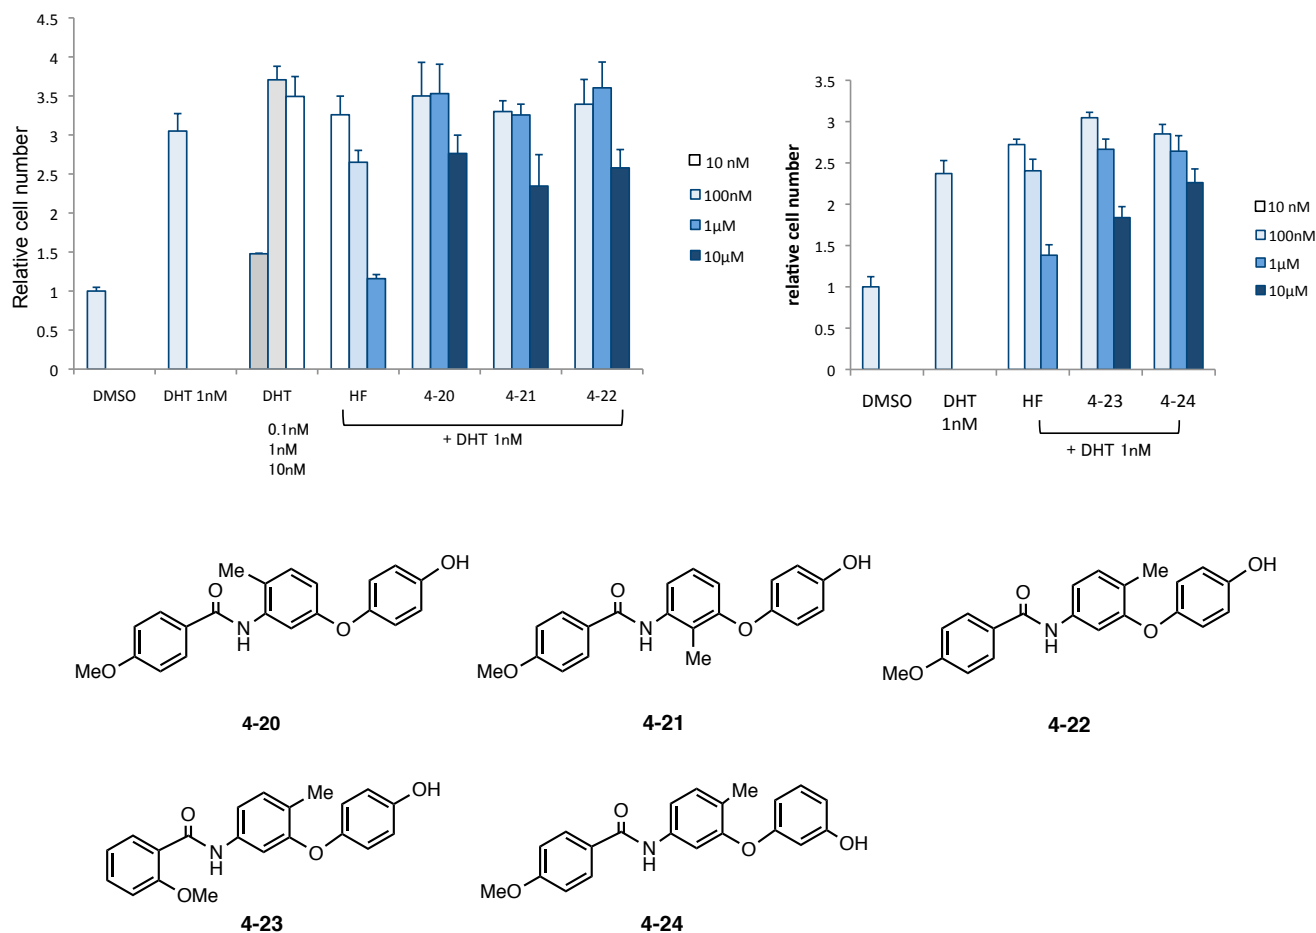 4.5
4
3.5
3
2.5
2
1.5
1
0.5
0
Relative cell number
DMSO
DHT 1nM
DHT
0.1nM
1nM
10nM
HF
4-20
4-21
4-22
+ DHT 1nM
10 nM
100nM
1μM
10μM
3.5
3
2.5
2
1.5
1
0.5
0
relative cell number
DMSO
DHT
1nM
HF
4-23
4-24
+ DHT 1nM
10 nM
100nM
1μM
10μM
Me
O
N
H
MeO
O
OH
4-20
O
N
H
MeO
Me
O
OH
4-21
O
N
H
MeO
Me
O
OH
4-22
O
N
H
OMe
Me
O
OH
4-23
O
N
H
MeO
Me
O
OH
4-24